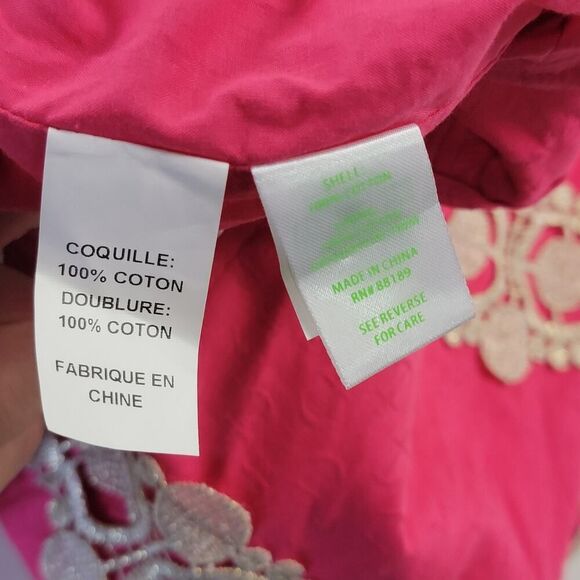 COQUILLE:
100% COTON
DOUBLURE:
100% COTON
FABRIQUE EN
CHINE
SHELL
MADE IN CHINA
RN# 88189
SEE REVERSE
FOR CARE